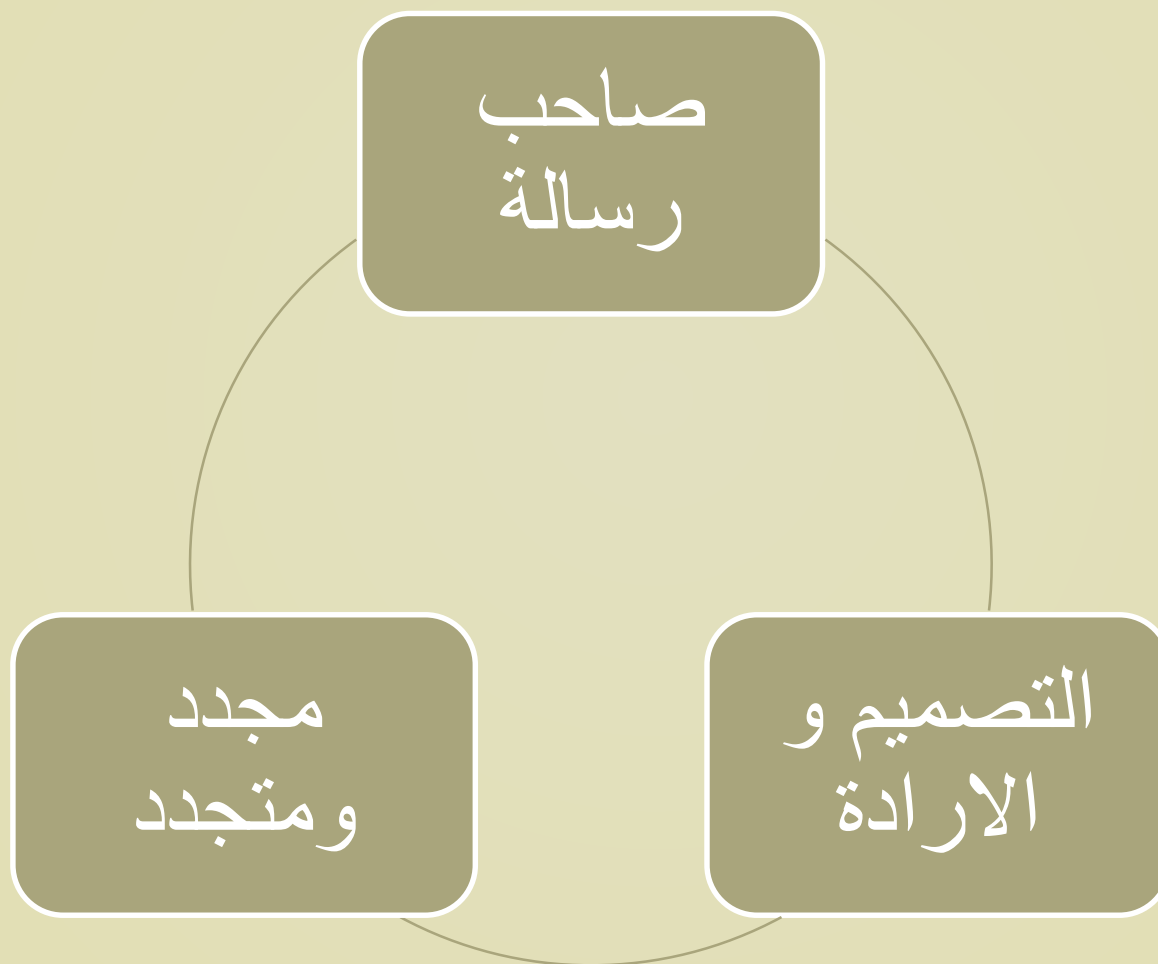 صاحب
رسالة
التصميم و
الارادة
مجدد
ومتجدد